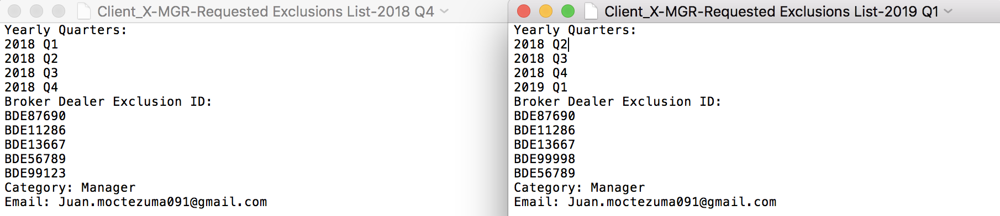 Client_X-MGR-Requested Exclusions List-2018 Q4
Yearly Quarters:
2018 Q1
2018 Q2
2018 Q3
2018 Q4
Broker Dealer Exclusion ID:
BDE87690
BDE11286
BDE13667
BDE56789
BDE99123
Category: Manager
Email: Juan.moctezuma091@gmail.com
Client_X-MGR-Requested Exclusions List-2019 Q1
Yearly Quarters:
2018 Q2
2018 Q3
2018 Q4
2019 Q1
Broker Dealer Exclusion ID:
BDE87690
BDE11286
BDE13667
BDE99998
BDE56789
Category: Manager
Email: Juan.moctezuma091@gmail.com